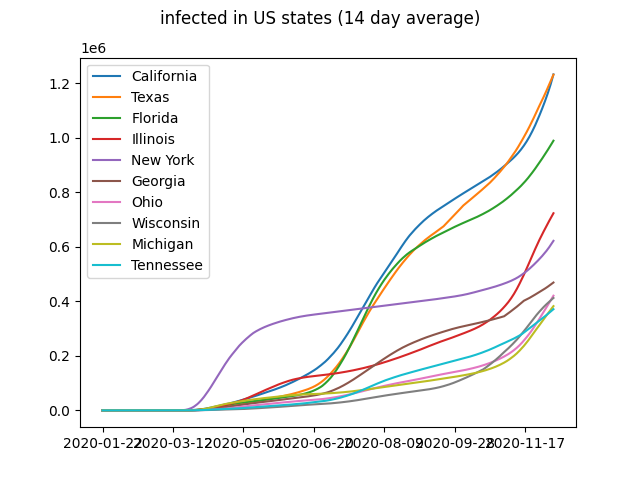 infected in US states (14 day average)
1e6
1.2
1.0
0.8
0.6
0.4
0.2
0.0
California
Texas
Florida
Illinois
New York
Georgia
Ohio
Wisconsin
Michigan
Tennessee
2020-01-22 2020-03-12 2020-05-01 2020-06-20 2020-08-09 2020-09-28 2020-11-17